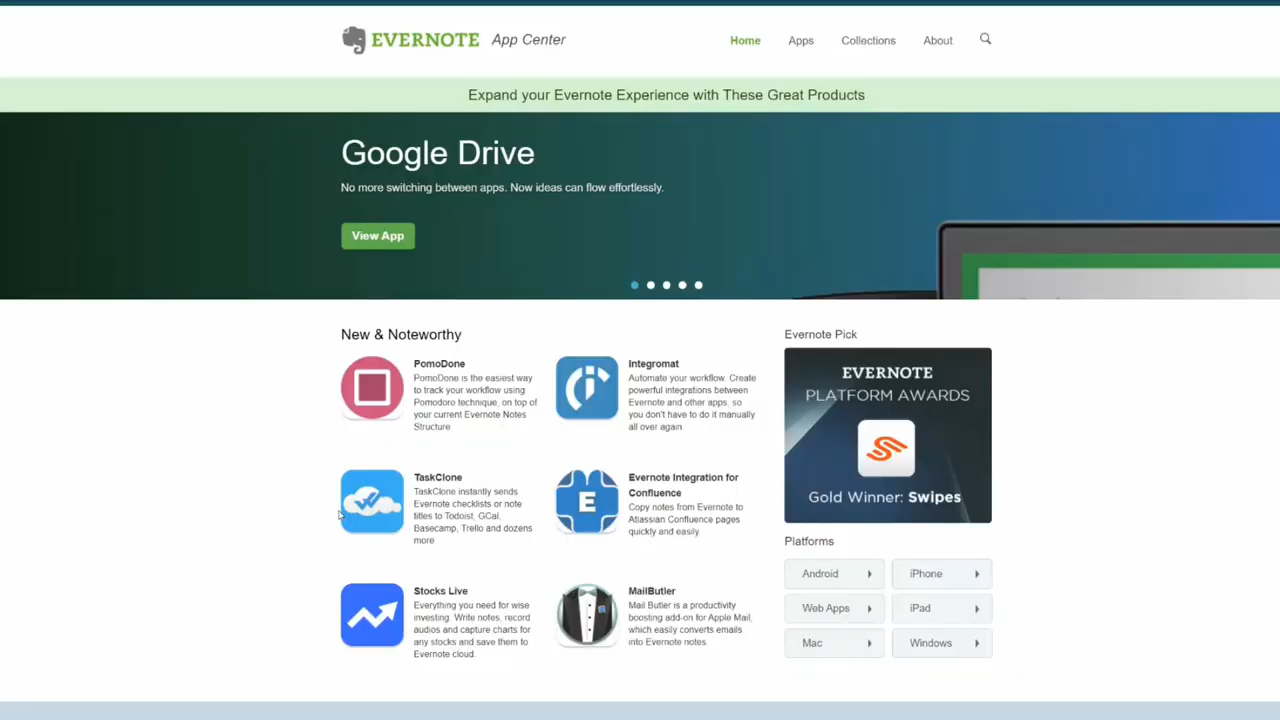 EVERNOTE App Center
Home Apps Collections About
Expand your Evernote Experience with These Great Products
Google Drive
No more switching between apps. Now ideas can flow effortlessly.
View App
New & Noteworthy
PomoDone
PomoDone is the easiest way
to track your workflow using
Pomodoro technique, on top of
your current Evernote Notes
Structure
Integromat
Automate your workflow. Create
powerful integrations between
Evernote and other apps, so
you don't have to do it manually
all over again
TaskClone
TaskClone instantly sends
Evernote checklists or note
titles to Todoist, GCal,
Basecamp, Trello and dozens
more
E
Evernote Integration for
Confluence
Copy notes from Evernote to
Atlassian Confluence pages
quickly and easily
Stocks Live
Everything you need for wise
investing. Write notes, record
audios and capture charts for
any stocks and save them to
Evernote cloud.
MailButler
Mail Butler is a productivity
boosting add-on for Apple Mail,
which easily converts emails
into Evernote notes.
Evernote Pick
EVERNOTE
PLATFORM AWARDS
Gold Winner: Swipes
Platforms
Android iPhone
Web Apps iPad
Mac Windows